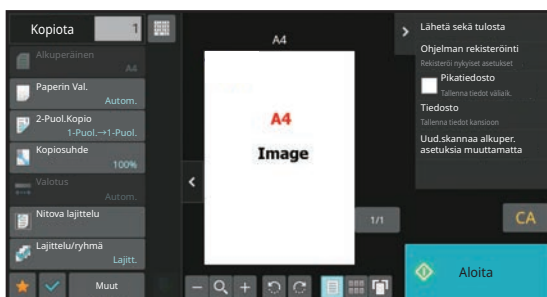 Kopiota
1
Alkuperäinen
A4
Paperin Val.
Autom.
2-Puol.Kopio
1-Puol.→1-Puol.
Kopiosuhde
100%
Valotus
Autom.
Nitova lajittelu
Lajittelu/ryhmä
Lajitt.
Muut
A4
A4
Image
1/1
Lähetä sekä tulosta
Ohjelman rekisteröinti
Rekisteröi nykyiset asetukset
Pikatiedosto
Tallenna tiedot väliaik.
Tiedosto
Tallenna tiedot kansioon
Uud.skannaa alkuper.
asetuksia muuttamatta
CA
Aloita